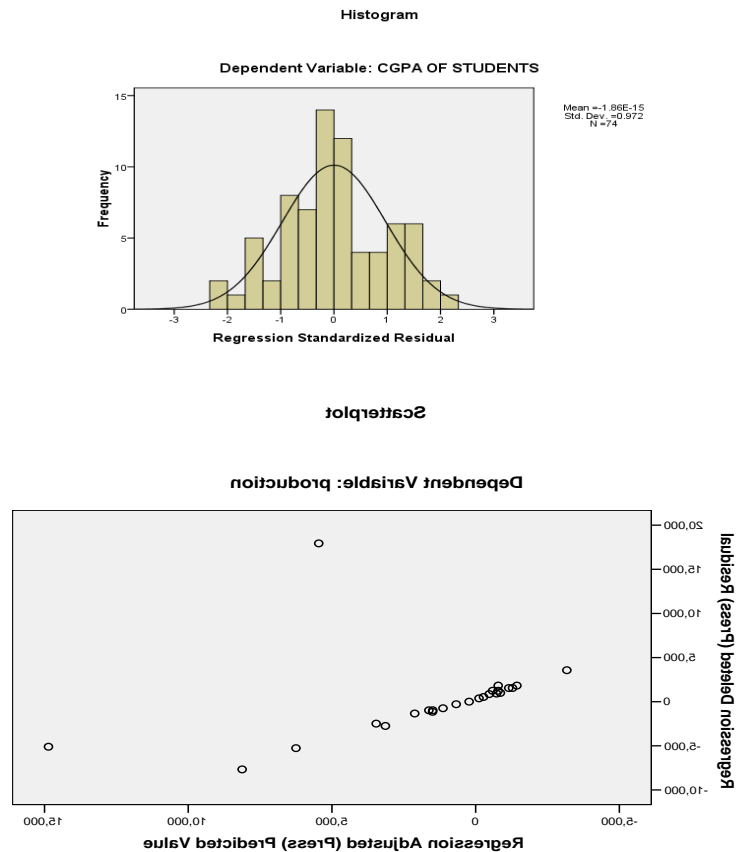 Histogram
Dependent Variable: CGPA OF STUDENTS
Mean =-1.86E-15
Std. Dev. =0.972
N =74
Frequency
15
10
5
0
-3 -2 -1 0 1 2 3
Regression Standardized Residual
Scatterplot
Dependent Variable: production
Regression Deleted (Press) Residual
20,000
15,000
10,000
5,000
0
-5,000
-10,000
15,000 10,000 5,000 0 -5,000
Regression Adjusted (Press) Predicted Value